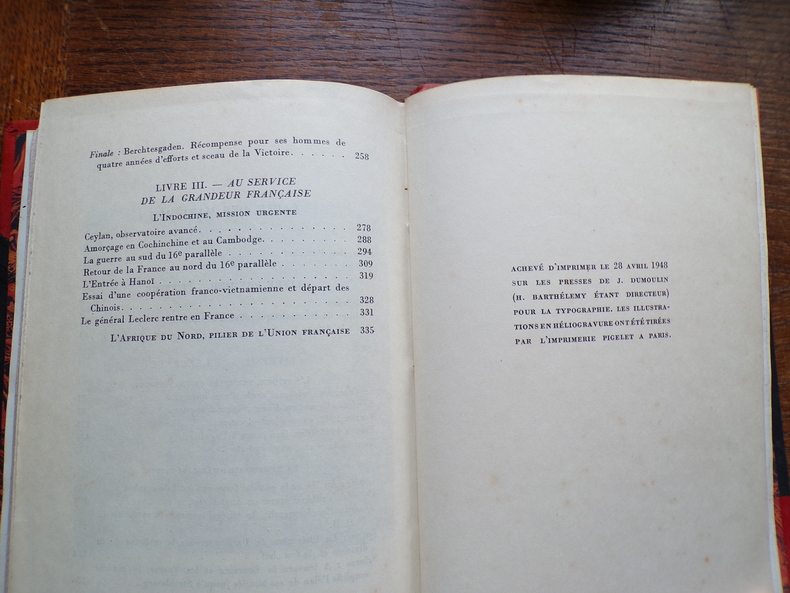 Finale : Berchtesgaden. Récompense pour ses hommes de
quatre années d'efforts et sceau de la Victoire. . . . . . 258
LIVRE III. — AU SERVICE
DE LA GRANDEUR FRANÇAISE
L'INDOCHINE, MISSION URGENTE
Ceylan, observatoire avancé. . . . . . . . . . . . . . 278
Amorçage en Cochinchine et au Cambodge. . . . . . . . 288
La guerre au sud du 16e parallèle . . . . . . . . . . . 294
Retour de la France au nord du 16e parallèle . . . . . . 309
L'Entrée à Hanoï . . . . . . . . . . . . . . . . . 319
Essai d'une coopération franco-vietnamienne et départ des
Chinois. . . . . . . . . . . . . . . . . . . . 328
Le général Leclerc rentre en France . . . . . . . . . . 331
L'AFRIQUE DU NORD, PILIER DE L'UNION FRANÇAISE 335
ACHEVÉ D'IMPRIMER LE 28 AVRIL 1948
SUR LES PRESSES DE J. DUMOULIN
(H. BARTHÉLEMY ÉTANT DIRECTEUR)
POUR LA TYPOGRAPHIE. LES ILLUSTRA-
TIONS EN HÉLIOGRAVURE ONT ÉTÉ TIRÉES
PAR L'IMPRIMERIE PIGELET A PARIS.